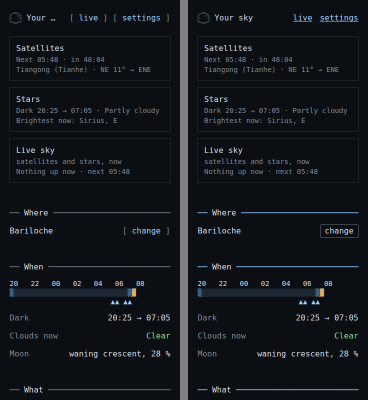 Your … [ live ] [ settings ]
Satellites
Next 05:48 · in 48:04
Tiangong (Tianhe) · NE 11° → ENE
Stars
Dark 20:25 → 07:05 · Partly cloudy
Brightest now: Sirius, E
Live sky
satellites and stars, now
Nothing up now · next 05:48
Where
Bariloche [ change ]
When
20 22 00 02 04 06 08
Dark 20:25 → 07:05
Clouds now Clear
Moon waning crescent, 28 %
What
Your sky live settings
Satellites
Next 05:48 · in 48:04
Tiangong (Tianhe) · NE 11° → ENE
Stars
Dark 20:25 → 07:05 · Partly cloudy
Brightest now: Sirius, E
Live sky
satellites and stars, now
Nothing up now · next 05:48
Where
Bariloche change
When
20 22 00 02 04 06 08
Dark 20:25 → 07:05
Clouds now Clear
Moon waning crescent, 28 %
What